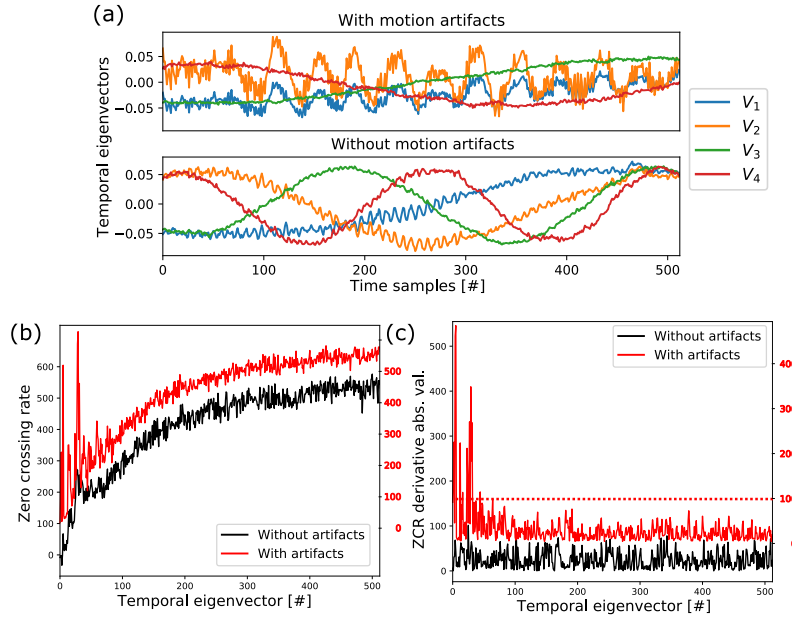 (a)
With motion artifacts
Temporal eigenvectors
0.05
0.00
−0.05
Without motion artifacts
0.05
0.00
−0.05
0
100
200
300
400
500
Time samples [#]
V1
V2
V3
V4
(b)
Zero crossing rate
600
500
400
300
200
100
0
500
400
300
200
100
0
Without artifacts
With artifacts
0
100
200
300
400
500
Temporal eigenvector [#]
(c)
ZCR derivative abs. val.
500
400
300
200
100
0
Without artifacts
With artifacts
0
100
200
300
400
500
Temporal eigenvector [#]